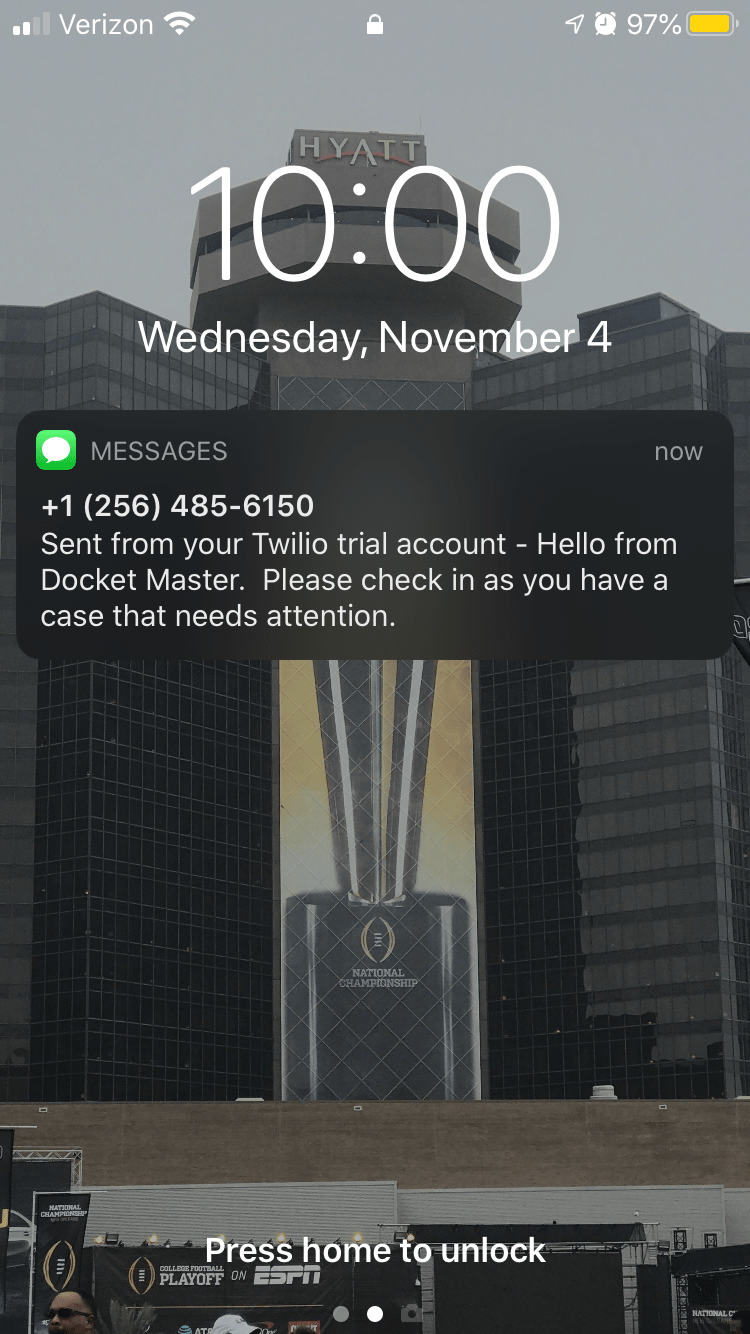 Verizon 97%
HYATT
10:00
Wednesday, November 4
MESSAGES now
+1 (256) 485-6150
Sent from your Twilio trial account - Hello from
Docket Master.  Please check in as you have a
case that needs attention.
NATIONAL
CHAMPIONSHIP
NATIONAL
CHAMPIONSHIP
Press home to unlock
COLLEGE FOOTBALL
PLAYOFF ON ESPN
AT&T
NATIONAL